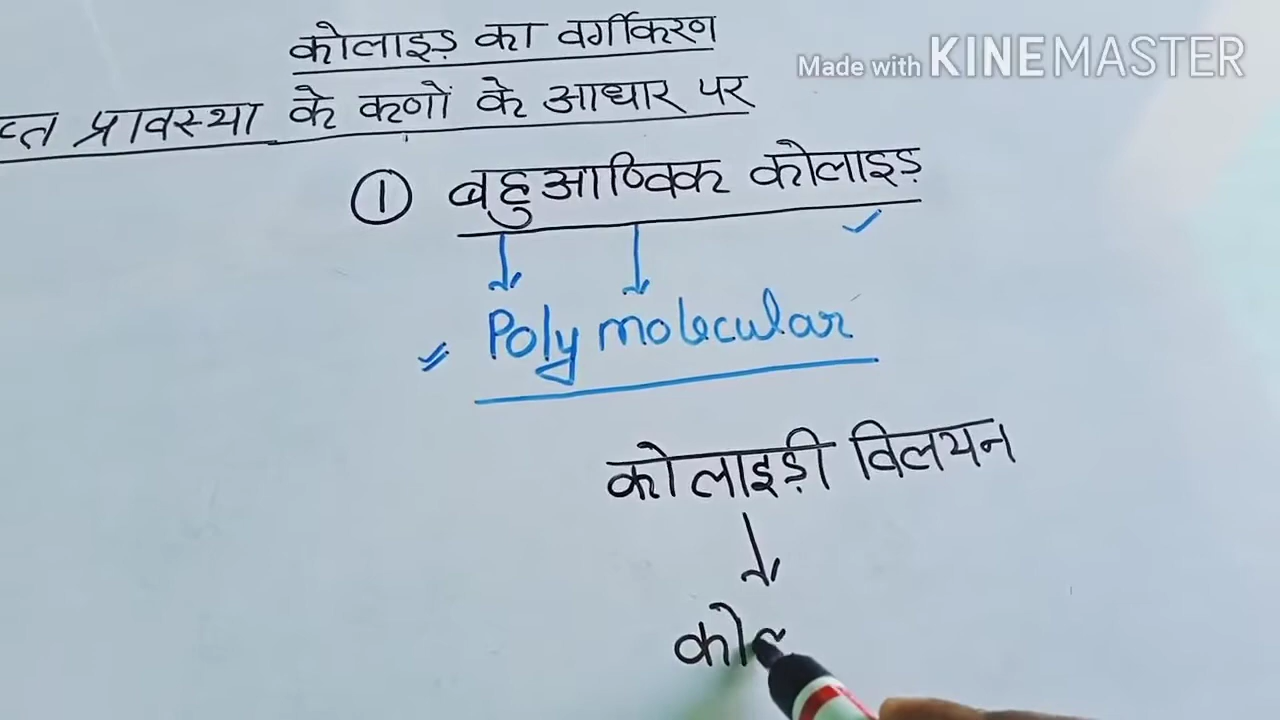 कोलाइड़ का वर्गीकरण
Made with KINEMASTER
प्रावस्था के कणों के आधार पर
① बहुआण्विक कोलाइड़
Poly molecular
कोलाइड़ी विलयन